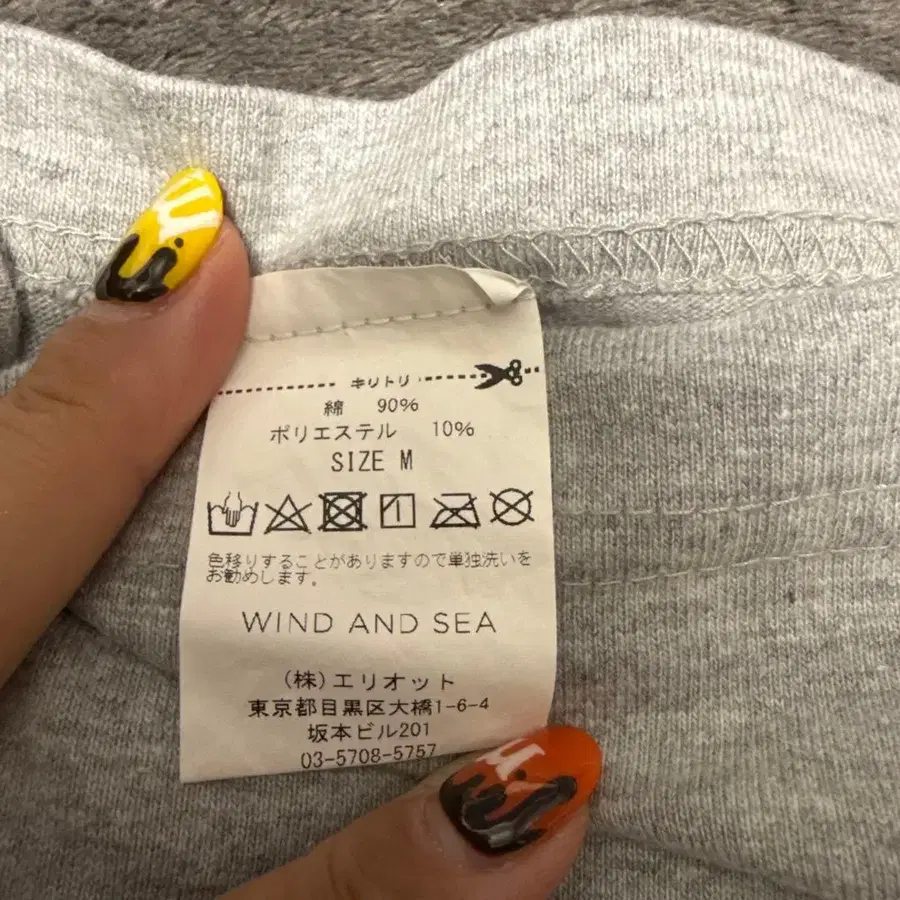 キリトリ
綿 90%
ポリエステル 10%
SIZE M
色移りすることがありますので単独洗いを
お勧めします。
WIND AND SEA
(株)エリオット
東京都目黒区大橋1-6-4
坂本ビル201
03-5708-5757